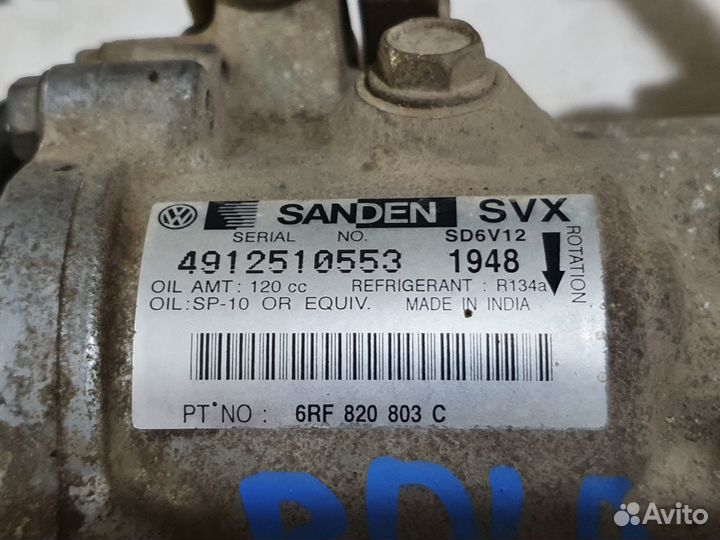 SANDEN SVX
SERIAL NO. SD6V12
4912510553 1948
ROTATION
OIL AMT: 120 cc REFRIGERANT : R134a
OIL:SP-10 OR EQUIV. MADE IN INDIA
PT NO : 6RF 820 803 C
Avito